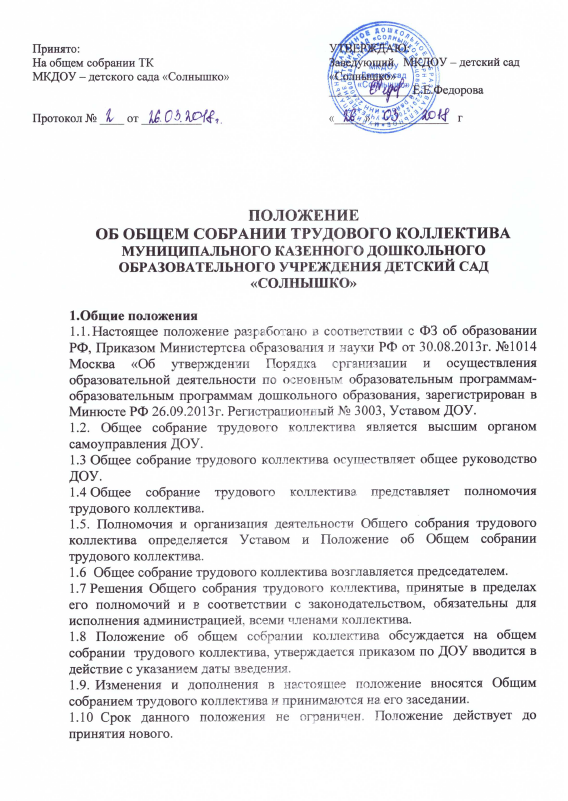 Принято:
На общем собрании ТК
МКДОУ – детского сада «Солнышко»
Протокол № 2 от 26.03.2018г.
УТВЕРЖДАЮ:
Заведующий МКДОУ – детский сад
«Солнышко»
Е.Е.Федорова
« 26 » 03 2018 г
МКДОУ
детский сад
«Солнышко»
ПОЛОЖЕНИЕ
ОБ ОБЩЕМ СОБРАНИИ ТРУДОВОГО КОЛЛЕКТИВА
МУНИЦИПАЛЬНОГО КАЗЕННОГО ДОШКОЛЬНОГО
ОБРАЗОВАТЕЛЬНОГО УЧРЕЖДЕНИЯ ДЕТСКИЙ САД
«СОЛНЫШКО»
1.Общие положения
1.1. Настоящее положение разработано в соответствии с ФЗ об образовании
РФ, Приказом Министертсва образования и науки РФ от 30.08.2013г. №1014
Москва «Об утверждении Порядка организации и осуществления
образовательной деятельности по основным образовательным программам-
образовательным программам дошкольного образования, зарегистрирован в
Минюсте РФ 26.09.2013г. Регистрационный № 3003, Уставом ДОУ.
1.2. Общее собрание трудового коллектива является высшим органом
самоуправления ДОУ.
1.3 Общее собрание трудового коллектива осуществляет общее руководство
ДОУ.
1.4 Общее собрание трудового коллектива представляет полномочия
трудового коллектива.
1.5. Полномочия и организация деятельности Общего собрания трудового
коллектива определяется Уставом и Положение об Общем собрании
трудового коллектива.
1.6 Общее собрание трудового коллектива возглавляется председателем.
1.7 Решения Общего собрания трудового коллектива, принятые в пределах
его полномочий и в соответствии с законодательством, обязательны для
исполнения администрацией, всеми членами коллектива.
1.8 Положение об общем собрании коллектива обсуждается на общем
собрании трудового коллектива, утверждается приказом по ДОУ вводится в
действие с указанием даты введения.
1.9. Изменения и дополнения в настоящее положение вносятся Общим
собранием трудового коллектива и принимаются на его заседании.
1.10 Срок данного положения не ограничен. Положение действует до
принятия нового.